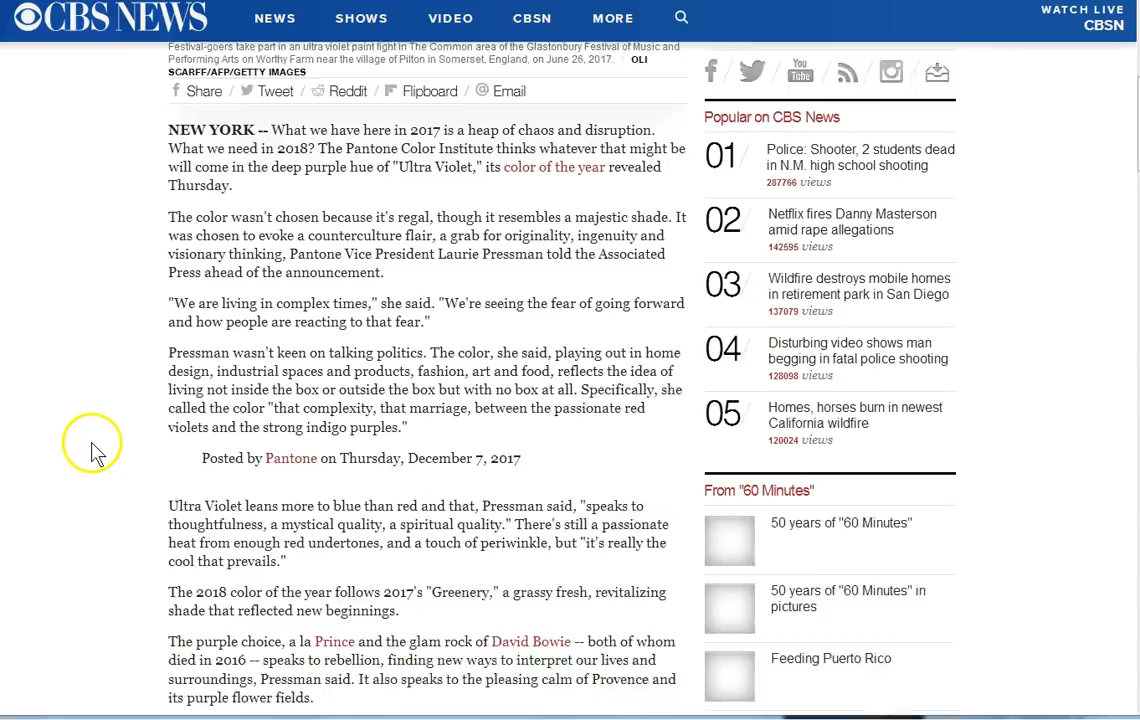 CBS NEWS
NEWS
SHOWS
VIDEO
CBSN
MORE
WATCH LIVE
CBSN
Festival-goers take part in an ultra violet paint fight in The Common area of the Glastonbury Festival of Music and
Performing Arts on Worthy Farm near the village of Pilton in Somerset, England, on June 26, 2017. OLI
SCARFF/AFP/GETTY IMAGES
Share / Tweet / Reddit / Flipboard / Email
NEW YORK -- What we have here in 2017 is a heap of chaos and disruption.
What we need in 2018? The Pantone Color Institute thinks whatever that might be
will come in the deep purple hue of "Ultra Violet," its color of the year revealed
Thursday.
The color wasn't chosen because it's regal, though it resembles a majestic shade. It
was chosen to evoke a counterculture flair, a grab for originality, ingenuity and
visionary thinking, Pantone Vice President Laurie Pressman told the Associated
Press ahead of the announcement.
"We are living in complex times," she said. "We're seeing the fear of going forward
and how people are reacting to that fear."
Pressman wasn't keen on talking politics. The color, she said, playing out in home
design, industrial spaces and products, fashion, art and food, reflects the idea of
living not inside the box or outside the box but with no box at all. Specifically, she
called the color "that complexity, that marriage, between the passionate red
violets and the strong indigo purples."
Posted by Pantone on Thursday, December 7, 2017
Ultra Violet leans more to blue than red and that, Pressman said, "speaks to
thoughtfulness, a mystical quality, a spiritual quality." There's still a passionate
heat from enough red undertones, and a touch of periwinkle, but "it's really the
cool that prevails."
The 2018 color of the year follows 2017's "Greenery," a grassy fresh, revitalizing
shade that reflected new beginnings.
The purple choice, a la Prince and the glam rock of David Bowie -- both of whom
died in 2016 -- speaks to rebellion, finding new ways to interpret our lives and
surroundings, Pressman said. It also speaks to the pleasing calm of Provence and
its purple flower fields.
You
Tube
Popular on CBS News
01
Police: Shooter, 2 students dead
in N.M. high school shooting
287766 views
02
Netflix fires Danny Masterson
amid rape allegations
142595 views
03
Wildfire destroys mobile homes
in retirement park in San Diego
137079 views
04
Disturbing video shows man
begging in fatal police shooting
128098 views
05
Homes, horses burn in newest
California wildfire
120024 views
From "60 Minutes"
50 years of "60 Minutes"
50 years of "60 Minutes" in
pictures
Feeding Puerto Rico